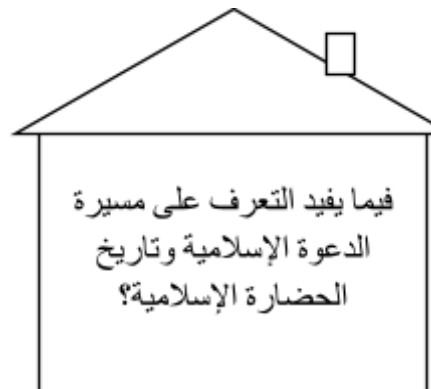 فيما يفيد التعرف على مسيرة
الدعوة الإسلامية وتاريخ
الحضارة الإسلامية؟